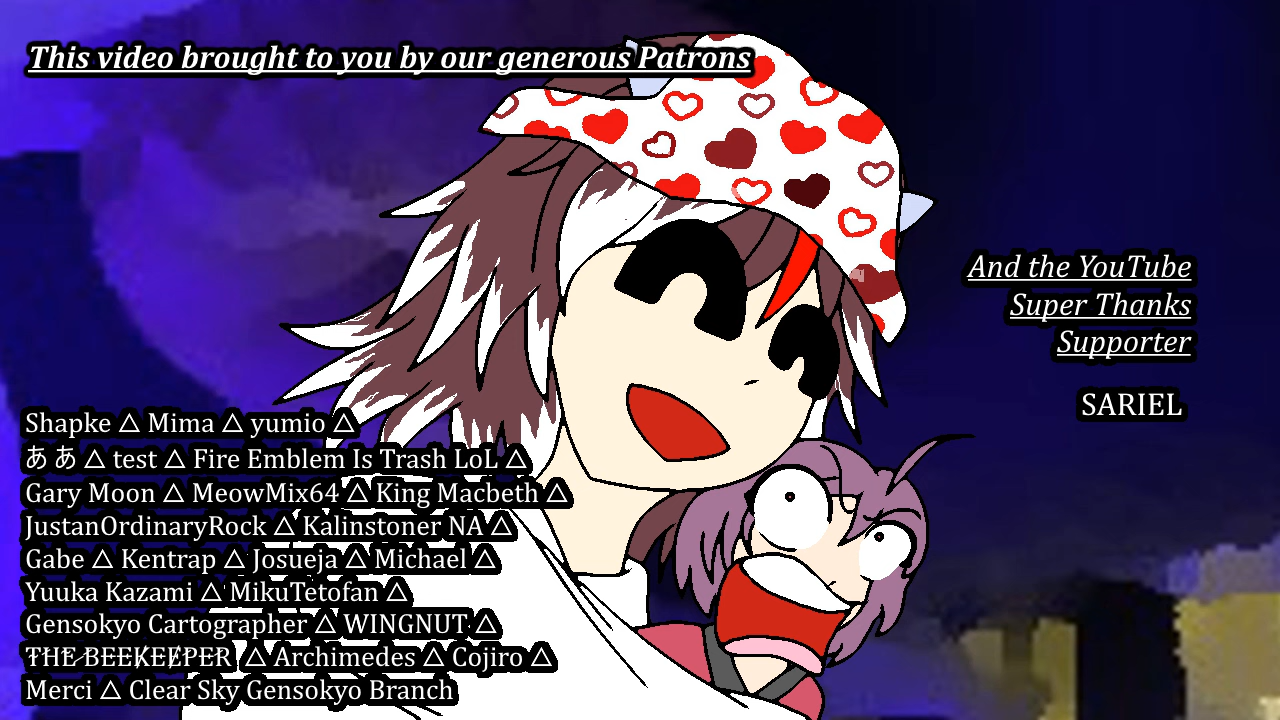 This video brought to you by our generous Patrons
And the YouTube
Super Thanks
Supporter
SARIEL
Shapke △ Mima △ yumio △
ああ △ test △ Fire Emblem Is Trash LoL △
Gary Moon △ MeowMix64 △ King Macbeth △
JustanOrdinaryRock △ Kalinstoner NA △
Gabe △ Kentrap △ Josueja △ Michael △
Yuuka Kazami △ MikuTetofan △
Gensokyo Cartographer △ WINGNUT △
THE BEEKEEPER △ Archimedes △ Cojiro △
Merci △ Clear Sky Gensokyo Branch